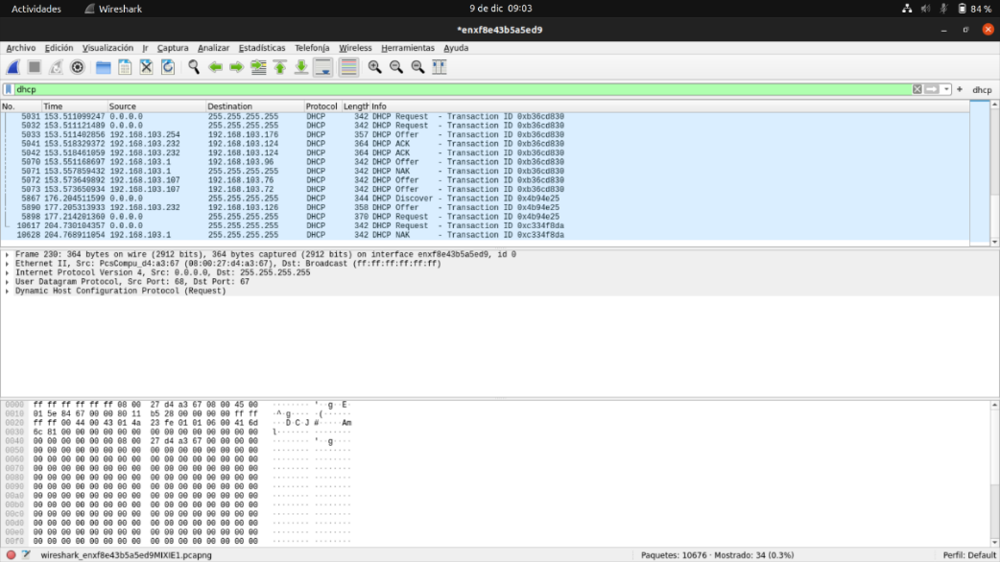 Actividades Wireshark 9 de dic 09:03 84 %
*enxf8e43b5a5ed9
Archivo Edición Visualización Ir Captura Analizar Estadísticas Telefonía Wireless Herramientas Ayuda
dhcp + dhcp
No. Time Source Destination Protocol Length Info
5031 153.511099247 0.0.0.0 255.255.255.255 DHCP 342 DHCP Request - Transaction ID 0xb36cd830
5032 153.511121489 0.0.0.0 255.255.255.255 DHCP 342 DHCP Request - Transaction ID 0xb36cd830
5033 153.511402856 192.168.103.254 192.168.103.176 DHCP 357 DHCP Offer - Transaction ID 0xb36cd830
5041 153.518329372 192.168.103.232 192.168.103.124 DHCP 364 DHCP ACK - Transaction ID 0xb36cd830
5042 153.518461059 192.168.103.232 192.168.103.124 DHCP 364 DHCP ACK - Transaction ID 0xb36cd830
5070 153.551168697 192.168.103.1 192.168.103.96 DHCP 342 DHCP Offer - Transaction ID 0xb36cd830
5071 153.557859432 192.168.103.1 255.255.255.255 DHCP 342 DHCP NAK - Transaction ID 0xb36cd830
5072 153.573649892 192.168.103.107 192.168.103.76 DHCP 342 DHCP Offer - Transaction ID 0xb36cd830
5073 153.573650934 192.168.103.107 192.168.103.72 DHCP 342 DHCP Offer - Transaction ID 0xb36cd830
5867 176.204511599 0.0.0.0 255.255.255.255 DHCP 344 DHCP Discover - Transaction ID 0x4b94e25
5890 177.205313933 192.168.103.232 192.168.103.126 DHCP 358 DHCP Offer - Transaction ID 0x4b94e25
5898 177.214201360 0.0.0.0 255.255.255.255 DHCP 370 DHCP Request - Transaction ID 0x4b94e25
10617 204.730104357 0.0.0.0 255.255.255.255 DHCP 342 DHCP Request - Transaction ID 0xc334f8da
10628 204.768911054 192.168.103.1 255.255.255.255 DHCP 342 DHCP NAK - Transaction ID 0xc334f8da
Frame 230: 364 bytes on wire (2912 bits), 364 bytes captured (2912 bits) on interface enxf8e43b5a5ed9, id 0
Ethernet II, Src: PcsCompu_d4:a3:67 (08:00:27:d4:a3:67), Dst: Broadcast (ff:ff:ff:ff:ff:ff)
Internet Protocol Version 4, Src: 0.0.0.0, Dst: 255.255.255.255
User Datagram Protocol, Src Port: 68, Dst Port: 67
Dynamic Host Configuration Protocol (Request)
0000 ff ff ff ff ff ff 08 00 27 d4 a3 67 08 00 45 00 ········ '··g··E·
0010 01 5e 84 67 00 00 80 11 b5 28 00 00 00 00 ff ff ·^·g···· ·(······
0020 ff ff 00 44 00 43 01 4a 23 fe 01 01 06 00 41 6d ···D·C·J #·····Am
0030 6c 81 00 00 00 00 00 00 00 00 00 00 00 00 00 00 l······· ········
0040 00 00 00 00 00 00 08 00 27 d4 a3 67 00 00 00 00 ········ '··g····
0050 00 00 00 00 00 00 00 00 00 00 00 00 00 00 00 00 ········ ········
0060 00 00 00 00 00 00 00 00 00 00 00 00 00 00 00 00 ········ ········
0070 00 00 00 00 00 00 00 00 00 00 00 00 00 00 00 00 ········ ········
0080 00 00 00 00 00 00 00 00 00 00 00 00 00 00 00 00 ········ ········
0090 00 00 00 00 00 00 00 00 00 00 00 00 00 00 00 00 ········ ········
00a0 00 00 00 00 00 00 00 00 00 00 00 00 00 00 00 00 ········ ········
00b0 00 00 00 00 00 00 00 00 00 00 00 00 00 00 00 00 ········ ········
00c0 00 00 00 00 00 00 00 00 00 00 00 00 00 00 00 00 ········ ········
00d0 00 00 00 00 00 00 00 00 00 00 00 00 00 00 00 00 ········ ········
00e0 00 00 00 00 00 00 00 00 00 00 00 00 00 00 00 00 ········ ········
00f0 00 00 00 00 00 00 00 00 00 00 00 00 00 00 00 00 ········ ········
wireshark_enxf8e43b5a5ed9MIXIE1.pcapng Paquetes: 10676 · Mostrado: 34 (0.3%) Perfil: Default